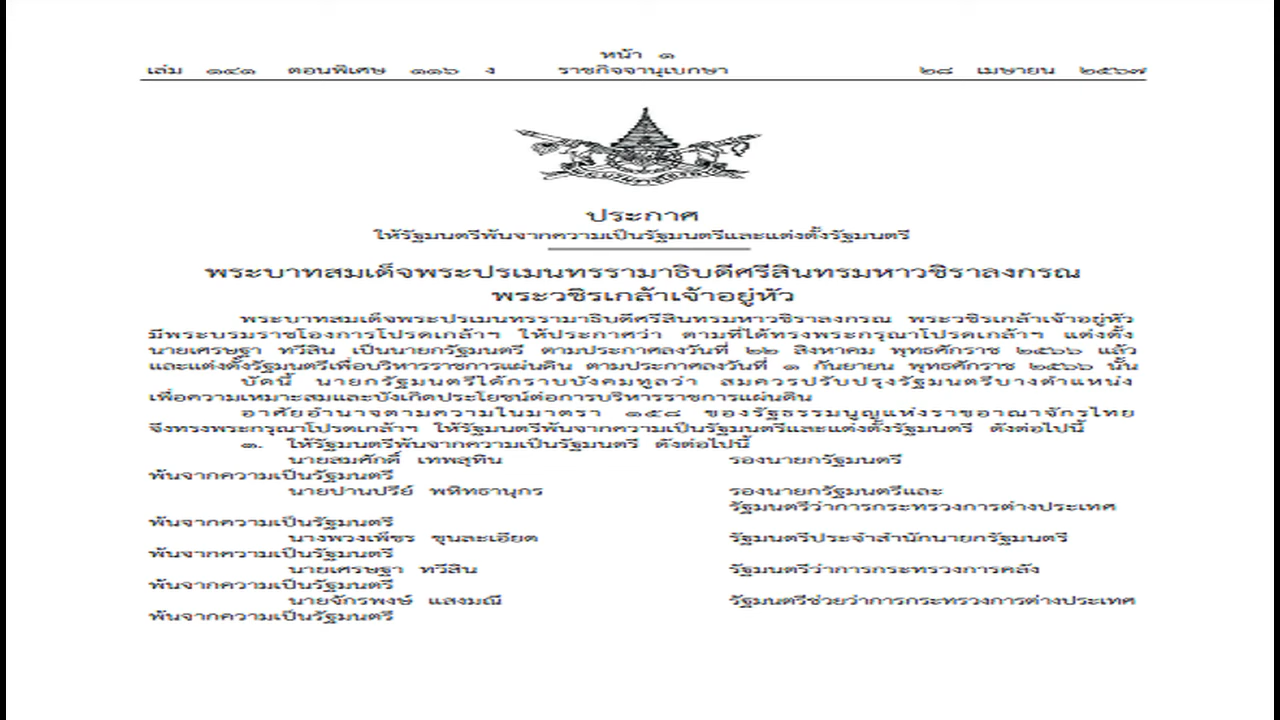 หน้า ๑
เล่ม ๑๔๑ ตอนพิเศษ ๑๑๖ ง ราชกิจจานุเบกษา ๒๘ เมษายน ๒๕๖๗
ประกาศ
ให้รัฐมนตรีพ้นจากความเป็นรัฐมนตรีและแต่งตั้งรัฐมนตรี
พระบาทสมเด็จพระปรเมนทรรามาธิบดีศรีสินทรมหาวชิราลงกรณ
พระวชิรเกล้าเจ้าอยู่หัว
พระบาทสมเด็จพระปรเมนทรรามาธิบดีศรีสินทรมหาวชิราลงกรณ พระวชิรเกล้าเจ้าอยู่หัว
มีพระบรมราชโองการโปรดเกล้าฯ ให้ประกาศว่า ตามที่ได้ทรงพระกรุณาโปรดเกล้าฯ แต่งตั้ง
นายเศรษฐา ทวีสิน เป็นนายกรัฐมนตรี ตามประกาศลงวันที่ ๒๒ สิงหาคม พุทธศักราช ๒๕๖๖ แล้ว
และแต่งตั้งรัฐมนตรีเพื่อบริหารราชการแผ่นดิน ตามประกาศลงวันที่ ๑ กันยายน พุทธศักราช ๒๕๖๖ นั้น
บัดนี้ นายกรัฐมนตรีได้กราบบังคมทูลว่า สมควรปรับปรุงรัฐมนตรีบางตำแหน่ง
เพื่อความเหมาะสมและบังเกิดประโยชน์ต่อการบริหารราชการแผ่นดิน
อาศัยอำนาจตามความในมาตรา ๑๕๘ ของรัฐธรรมนูญแห่งราชอาณาจักรไทย
จึงทรงพระกรุณาโปรดเกล้าฯ ให้รัฐมนตรีพ้นจากความเป็นรัฐมนตรีและแต่งตั้งรัฐมนตรี ดังต่อไปนี้
๑. ให้รัฐมนตรีพ้นจากความเป็นรัฐมนตรี ดังต่อไปนี้
นายสมศักดิ์ เทพสุทิน รองนายกรัฐมนตรี
พ้นจากความเป็นรัฐมนตรี
นายปานปรีย์ พหิทธานุกร รองนายกรัฐมนตรีและ
รัฐมนตรีว่าการกระทรวงการต่างประเทศ
พ้นจากความเป็นรัฐมนตรี
นางพวงเพ็ชร ชุนละเอียด รัฐมนตรีประจำสำนักนายกรัฐมนตรี
พ้นจากความเป็นรัฐมนตรี
นายเศรษฐา ทวีสิน รัฐมนตรีว่าการกระทรวงการคลัง
พ้นจากความเป็นรัฐมนตรี
นายจักรพงษ์ แสงมณี รัฐมนตรีช่วยว่าการกระทรวงการต่างประเทศ
พ้นจากความเป็นรัฐมนตรี